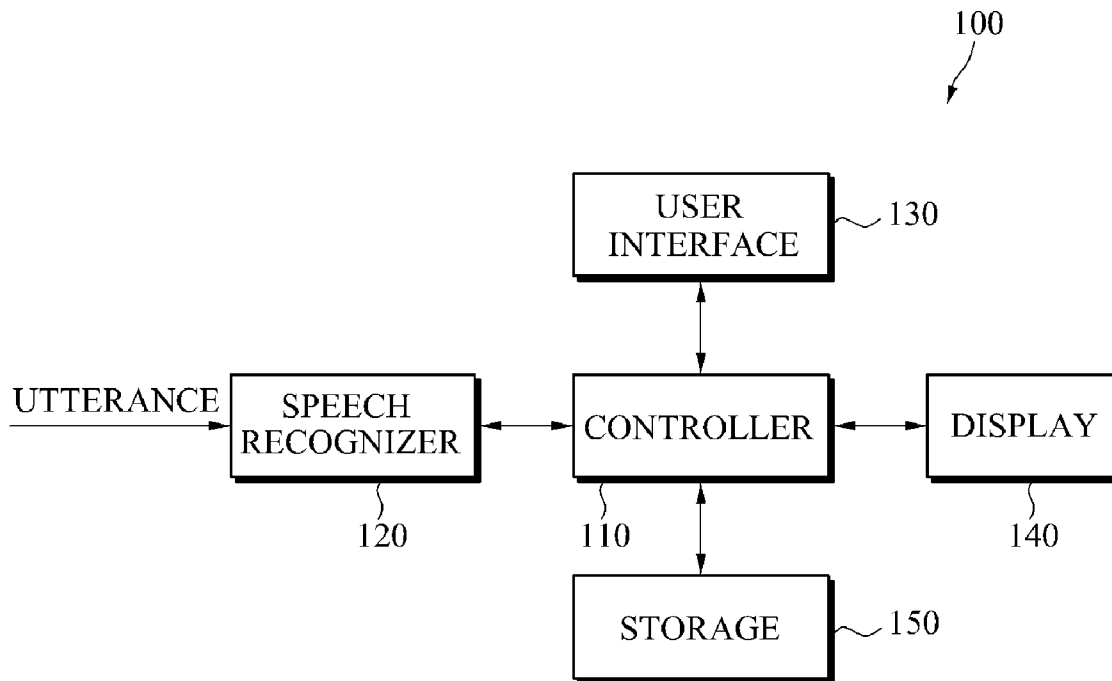 100
USER
INTERFACE
130
UTTERANCE
SPEECH
RECOGNIZER
CONTROLLER
DISPLAY
120
110
140
STORAGE
150